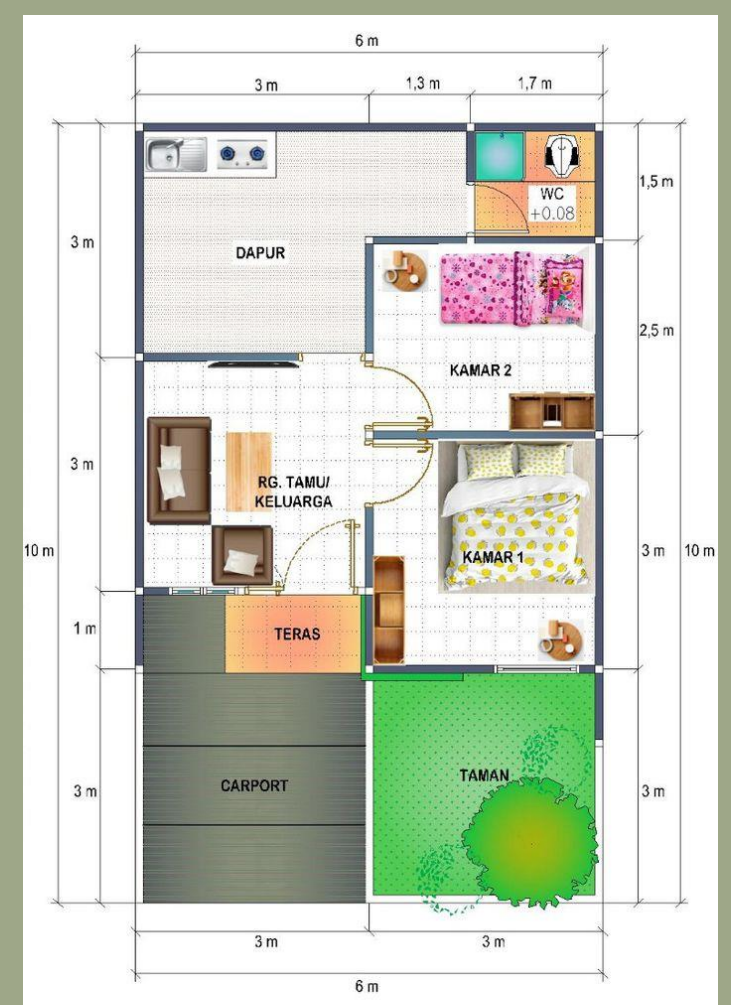 6 m
3 m
1,3 m
1,7 m
WC
+0.08
1,5 m
3 m
DAPUR
2,5 m
KAMAR 2
3 m
RG. TAMU/
KELUARGA
10 m
KAMAR 1
3 m
10 m
1 m
TERAS
3 m
CARPORT
TAMAN
3 m
3 m
3 m
6 m